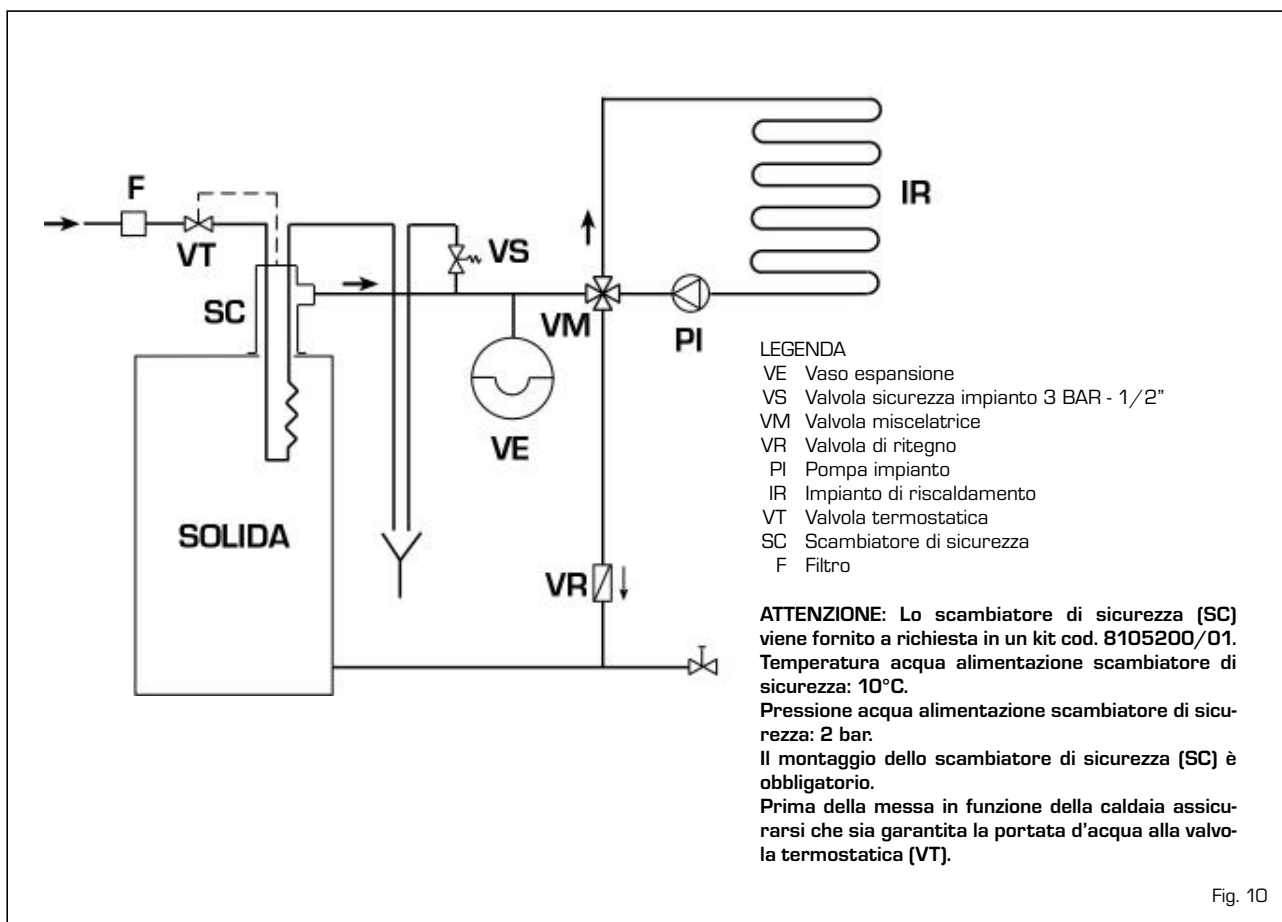 F
VT
SC
VS
VM
PI
IR
VE
SOLIDA
VR
LEGENDA
VE Vaso espansione
VS Valvola sicurezza impianto 3 BAR - 1/2”
VM Valvola miscelatrice
VR Valvola di ritegno
PI Pompa impianto
IR Impianto di riscaldamento
VT Valvola termostatica
SC Scambiatore di sicurezza
F Filtro
ATTENZIONE: Lo scambiatore di sicurezza (SC)
viene fornito a richiesta in un kit cod. 8105200/01.
Temperatura acqua alimentazione scambiatore di
sicurezza: 10°C.
Pressione acqua alimentazione scambiatore di sicu-
rezza: 2 bar.
Il montaggio dello scambiatore di sicurezza (SC) è
obbligatorio.
Prima della messa in funzione della caldaia assicu-
rarsi che sia garantita la portata d’acqua alla valvo-
la termostatica (VT).
Fig. 10